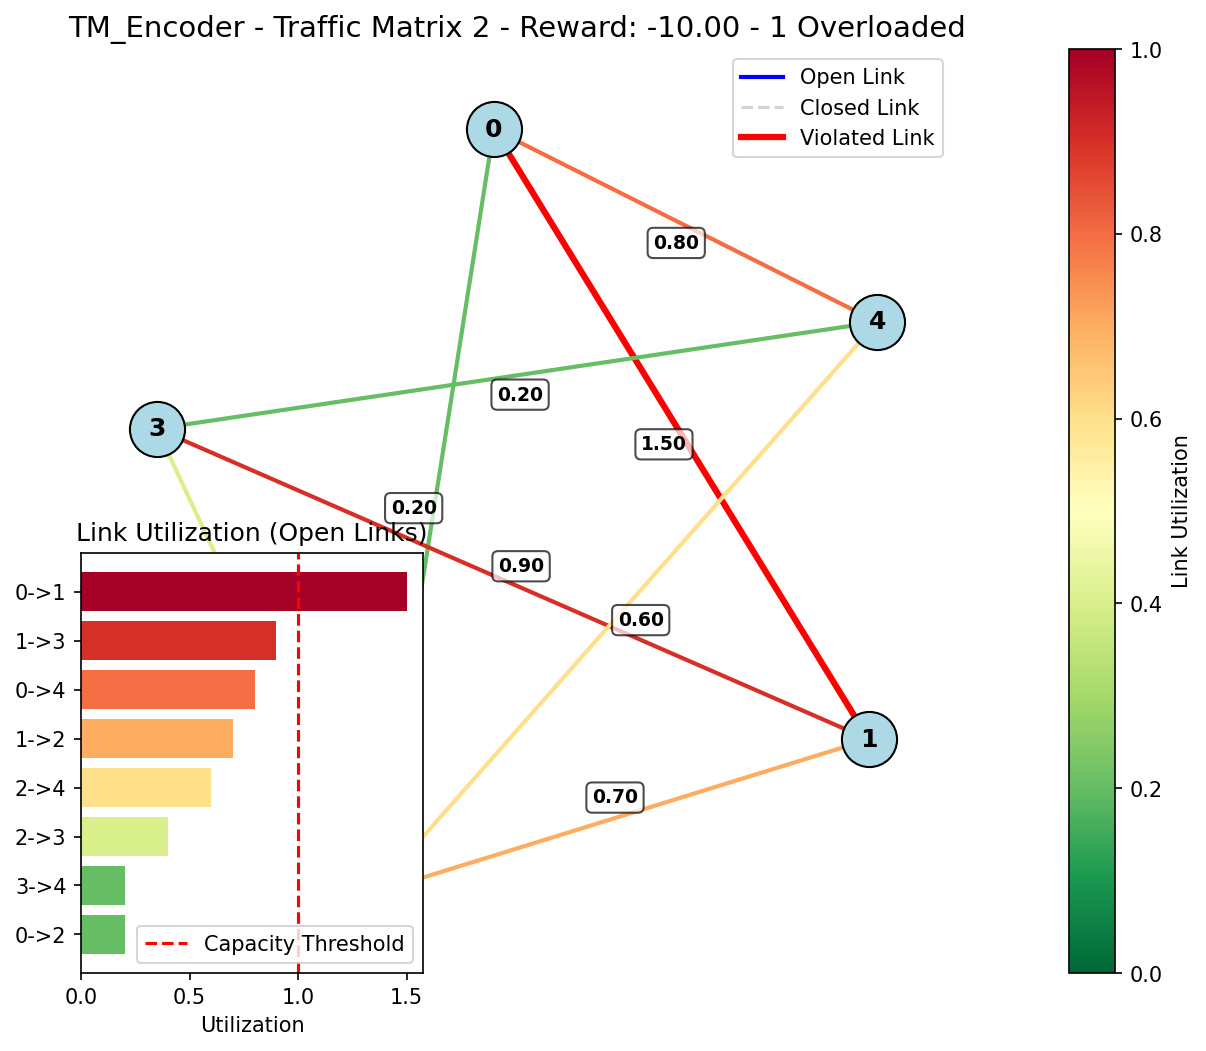 TM_Encoder - Traffic Matrix 2 - Reward: -10.00 - 1 Overloaded
Open Link
Closed Link
Violated Link
0
4
3
1
0.80
0.20
1.50
0.20
0.90
0.60
0.70
Link Utilization (Open Links)
0->1
1->3
0->4
1->2
2->4
2->3
3->4
0->2
Capacity Threshold
0.0 0.5 1.0 1.5
Utilization
1.0
0.8
0.6
0.4
0.2
0.0
Link Utilization